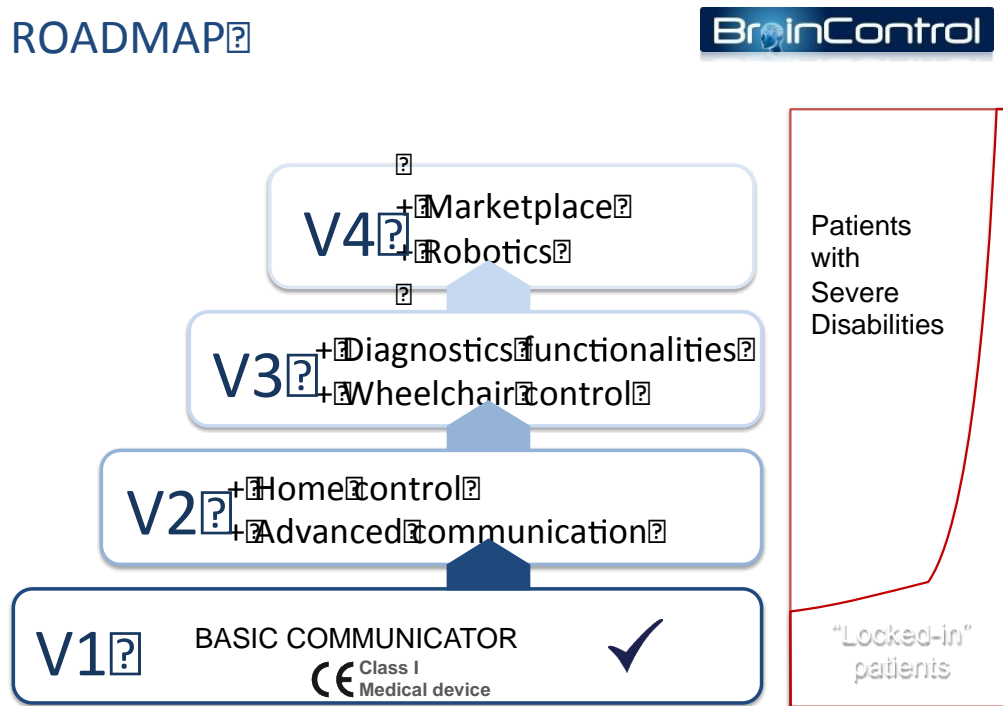 ROADMAP⍰
BrainControl
⍰
V4⍰
+⍰Marketplace⍰
+⍰Robotics⍰
⍰
V3⍰
+⍰Diagnostics⍰functionalities⍰
+⍰Wheelchair⍰control⍰
V2⍰
+⍰Home⍰control⍰
+⍰Advanced⍰communication⍰
V1⍰
BASIC COMMUNICATOR
CE Class I
Medical device
Patients
with
Severe
Disabilities
"Locked-in"
patients